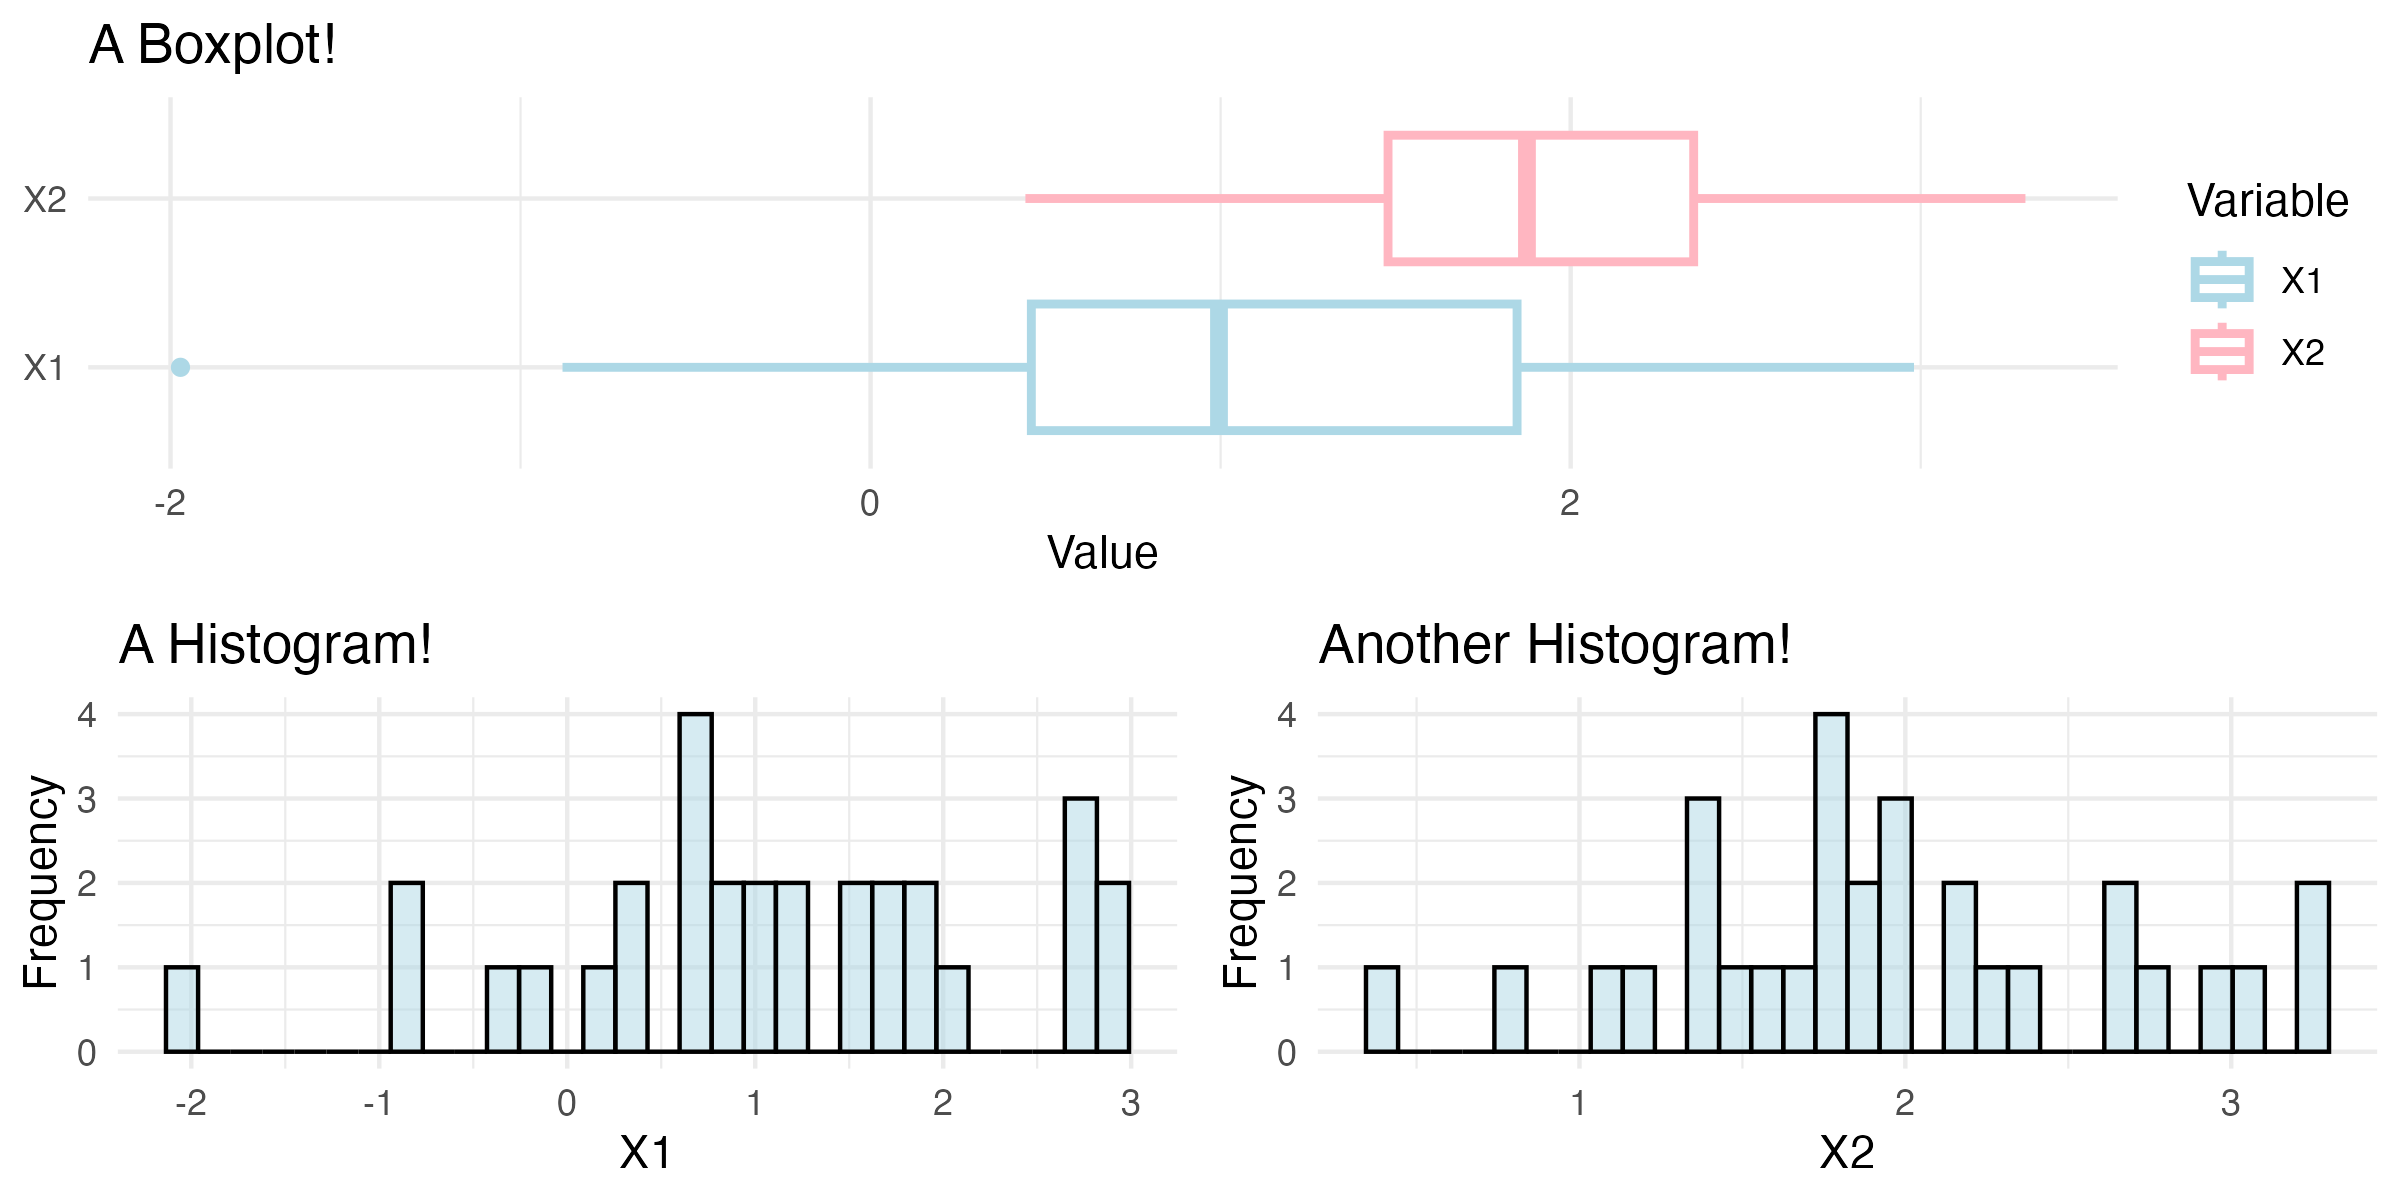 A Boxplot!
X2
X1
-2 0 2
Value
Variable
X1
X2
A Histogram!
4
3
2
1
0
Frequency
-2 -1 0 1 2 3
X1
Another Histogram!
4
3
2
1
0
Frequency
1 2 3
X2